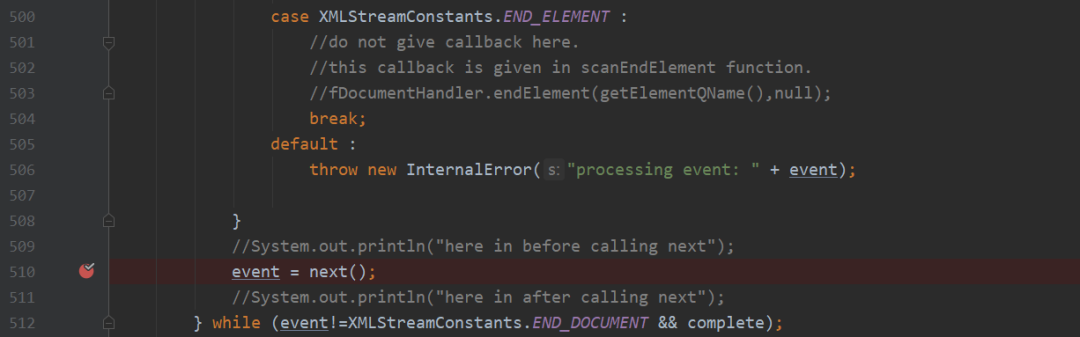 500 case XMLStreamConstants.END_ELEMENT :
501 //do not give callback here.
502 //this callback is given in scanEndElement function.
503 //fDocumentHandler.endElement(getElementQName(),null);
504 break;
505 default :
506 throw new InternalError( s: "processing event: " + event);
507
508 }
509 //System.out.println("here in before calling next");
510 event = next();
511 //System.out.println("here in after calling next");
512 } while (event!=XMLStreamConstants.END_DOCUMENT && complete);